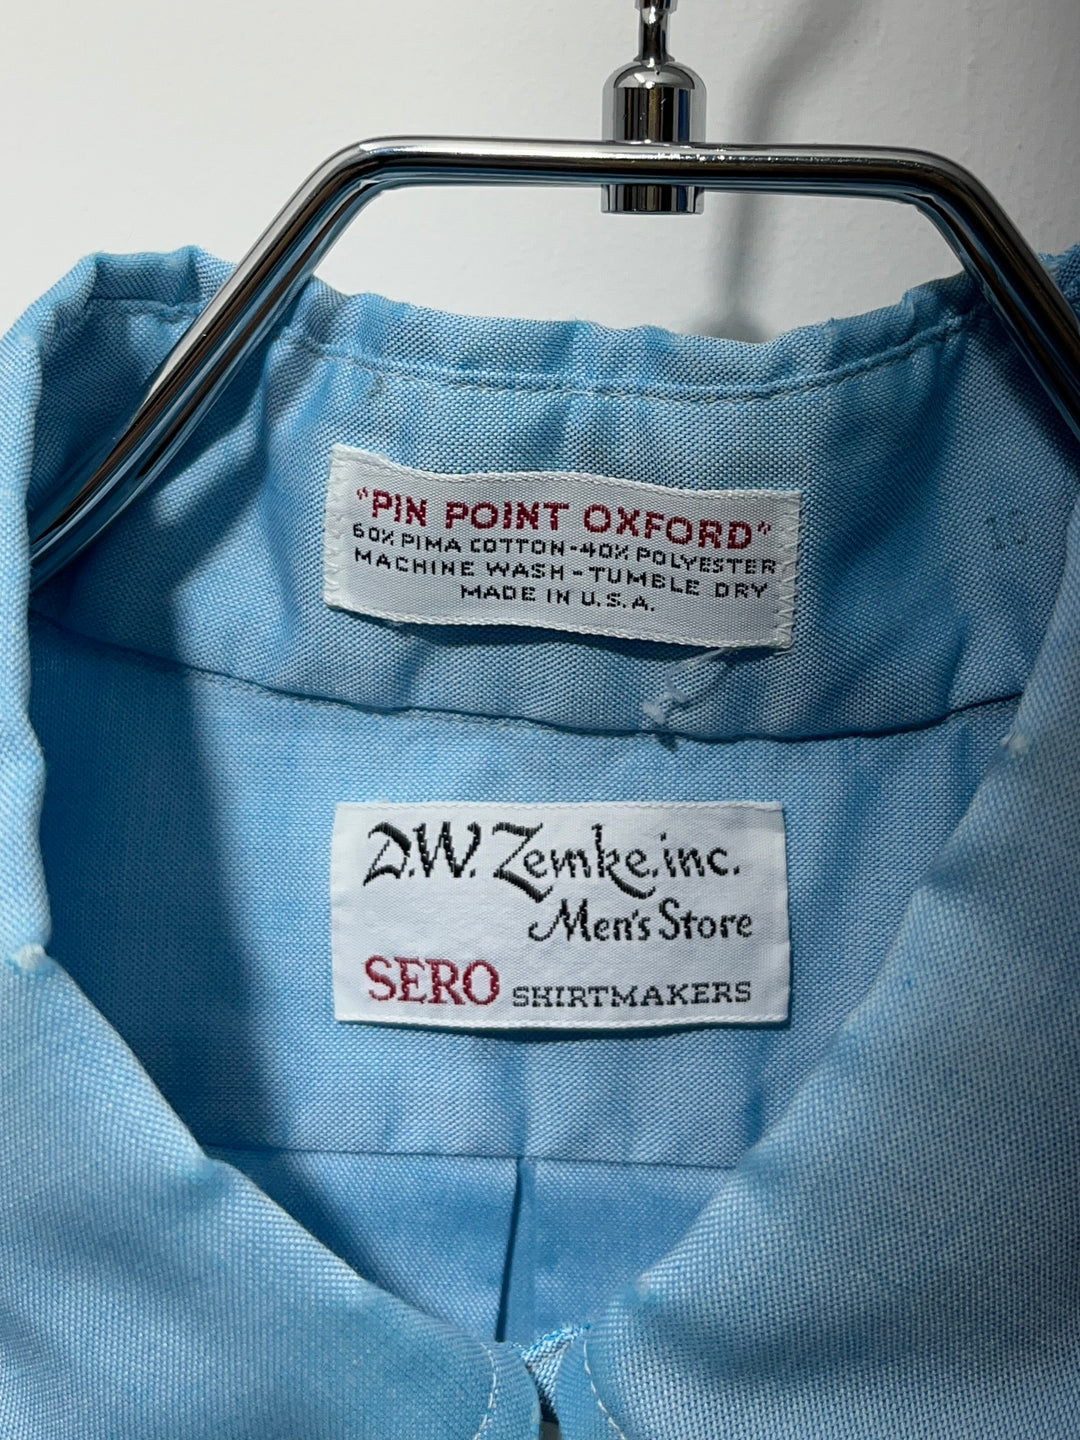 "PIN POINT OXFORD"
60% PIMA COTTON-40% POLYESTER
MACHINE WASH-TUMBLE DRY
MADE IN U.S.A.
D.W. Zemke.inc.
Men's Store
SERO SHIRTMAKERS